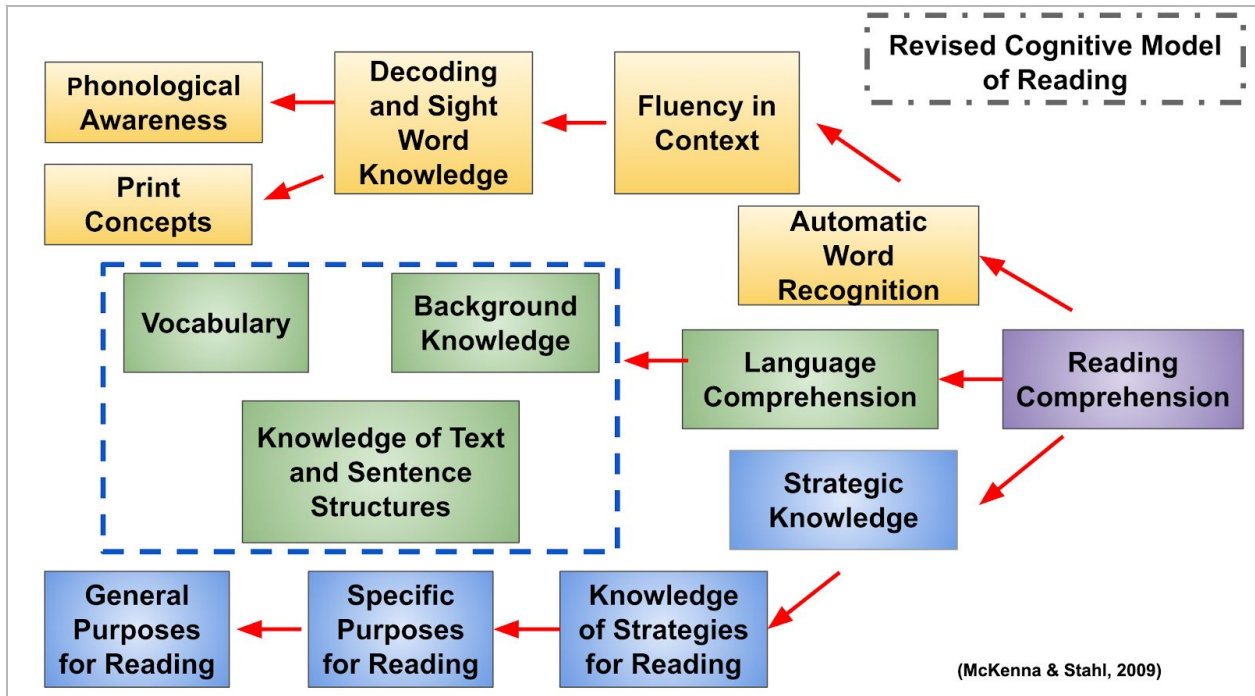 Revised Cognitive Model
of Reading
Phonological
Awareness
Decoding
and Sight
Word
Knowledge
Fluency in
Context
Print
Concepts
Automatic
Word
Recognition
Vocabulary
Background
Knowledge
Language
Comprehension
Reading
Comprehension
Knowledge of Text
and Sentence
Structures
Strategic
Knowledge
General
Purposes
for Reading
Specific
Purposes
for Reading
Knowledge
of Strategies
for Reading
(McKenna & Stahl, 2009)